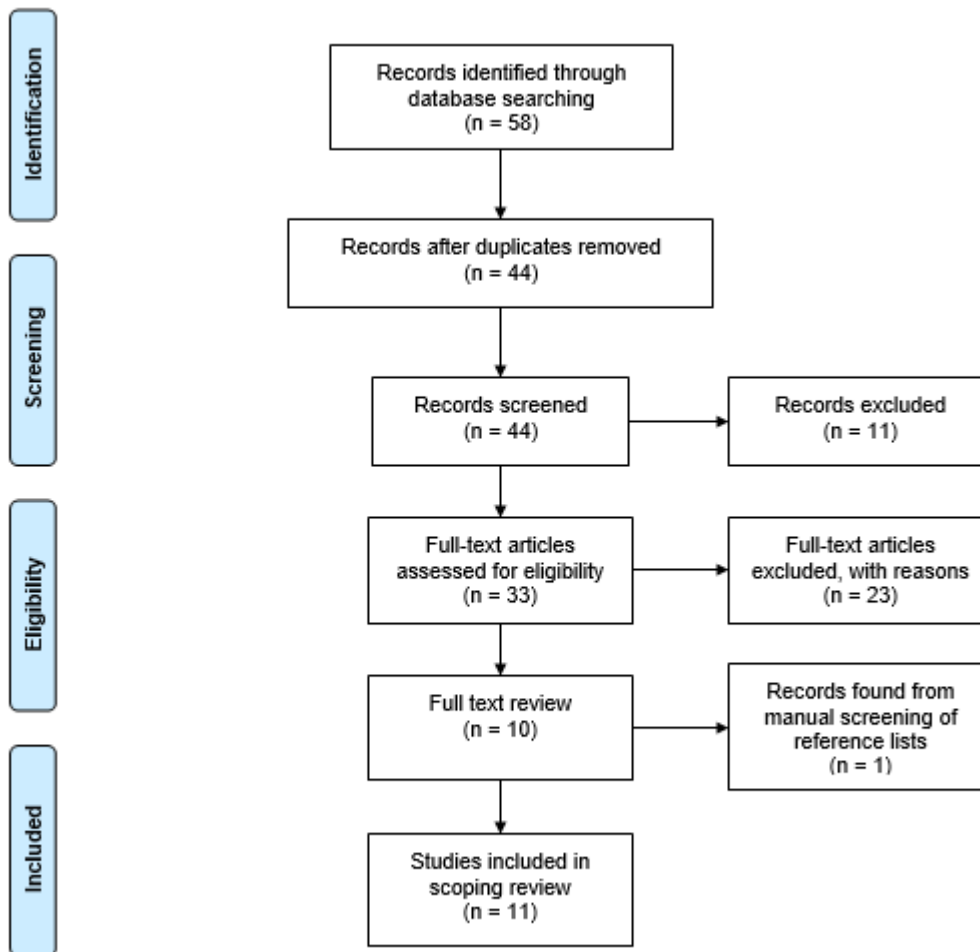 Identification
Records identified through
database searching
(n = 58)
Records after duplicates removed
(n = 44)
Screening
Records screened
(n = 44)
Records excluded
(n = 11)
Eligibility
Full-text articles
assessed for eligibility
(n = 33)
Full-text articles
excluded, with reasons
(n = 23)
Full text review
(n = 10)
Records found from
manual screening of
reference lists
(n = 1)
Included
Studies included in
scoping review
(n = 11)